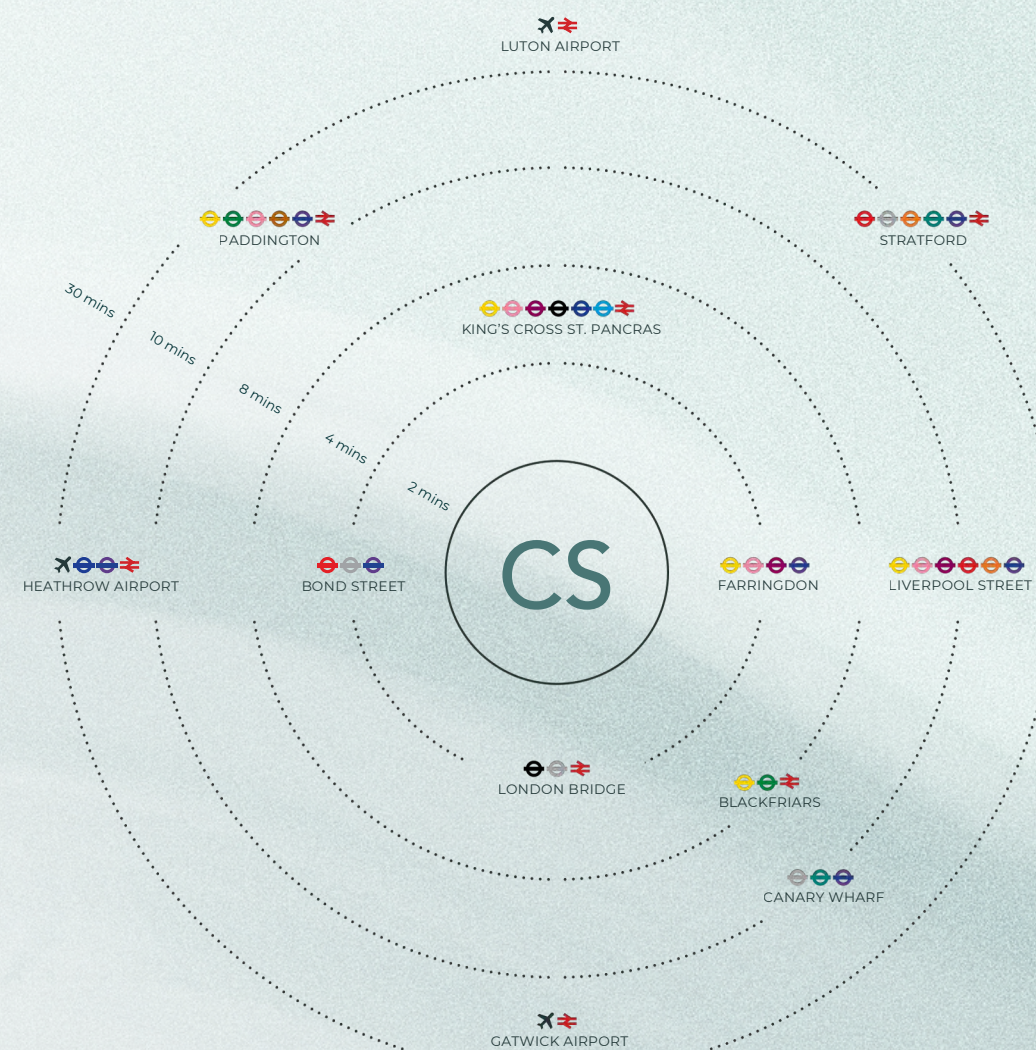 LUTON AIRPORT
PADDINGTON
STRATFORD
30 mins
10 mins
8 mins
4 mins
2 mins
KING'S CROSS ST. PANCRAS
CS
HEATHROW AIRPORT
BOND STREET
FARRINGDON
LIVERPOOL STREET
LONDON BRIDGE
BLACKFRIARS
CANARY WHARF
GATWICK AIRPORT